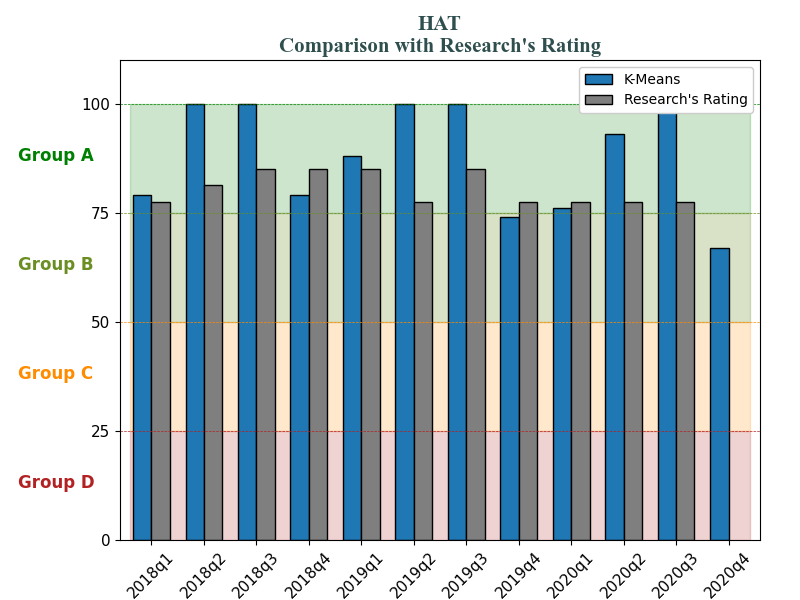 HAT
Comparison with Research's Rating
K-Means
Research's Rating
100
Group A
75
Group B
50
Group C
25
Group D
0
2018q1
2018q2
2018q3
2018q4
2019q1
2019q2
2019q3
2019q4
2020q1
2020q2
2020q3
2020q4